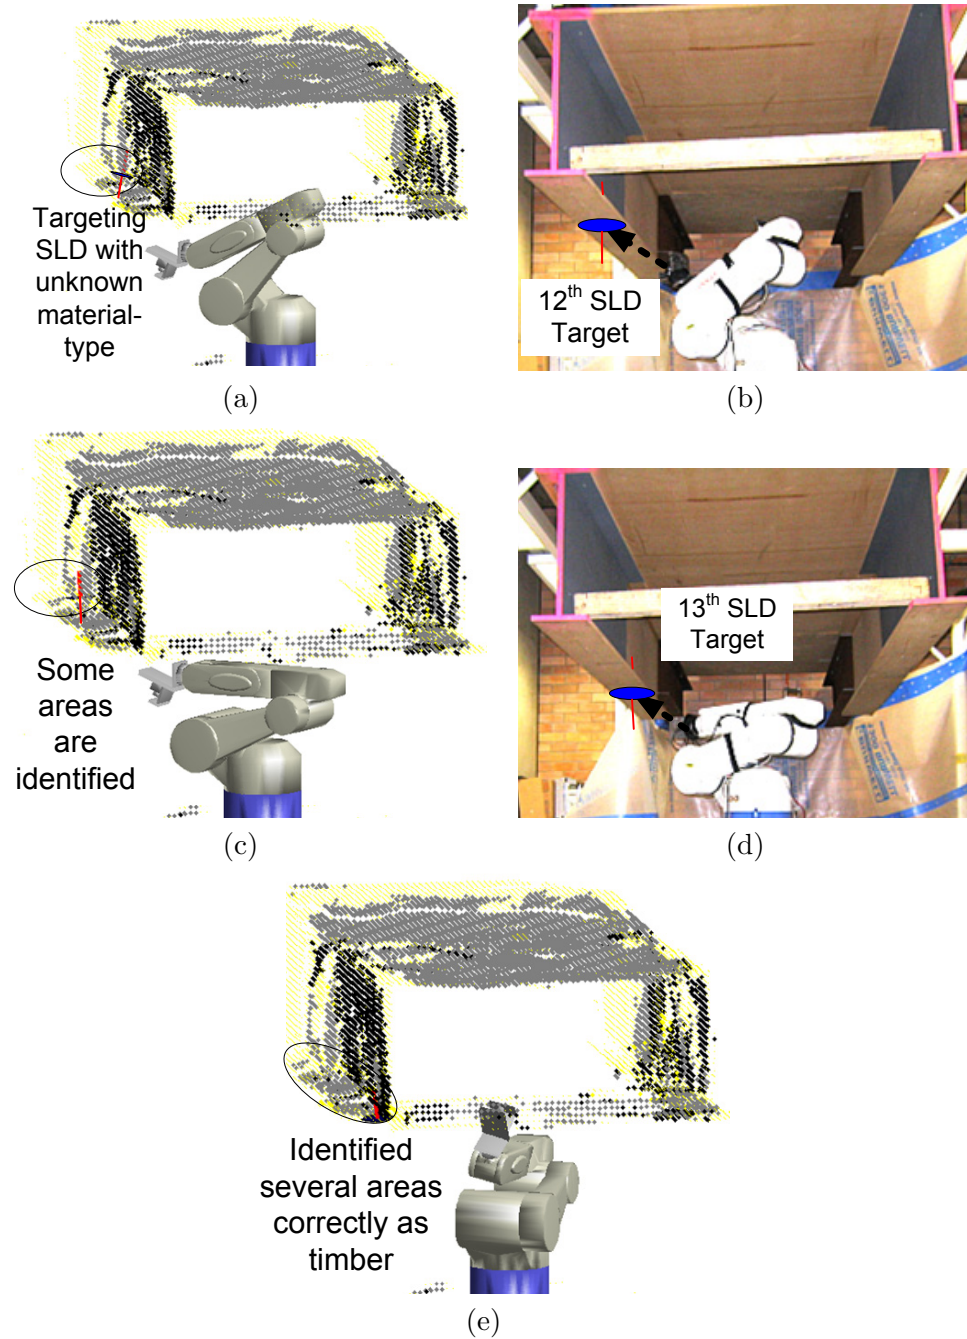 Targeting
SLD with
unknown
material-
type
12th SLD
Target
(a)
(b)
Some
areas
are
identified
13th SLD
Target
(c)
(d)
Identified
several areas
correctly as
timber
(e)